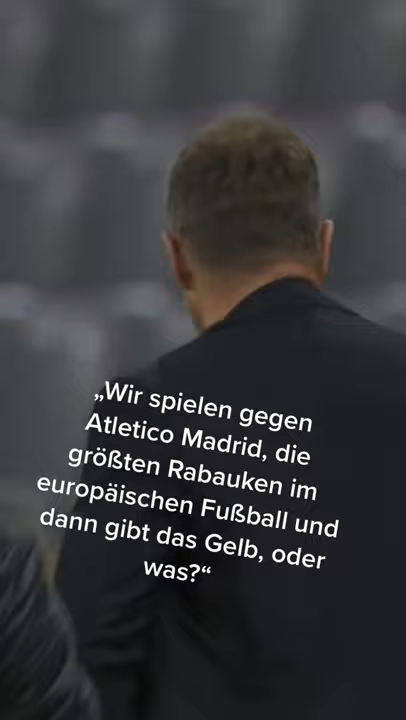 „Wir spielen gegen
Atletico Madrid, die
größten Rabauken im
europäischen Fußball und
dann gibt das Gelb, oder
was?“